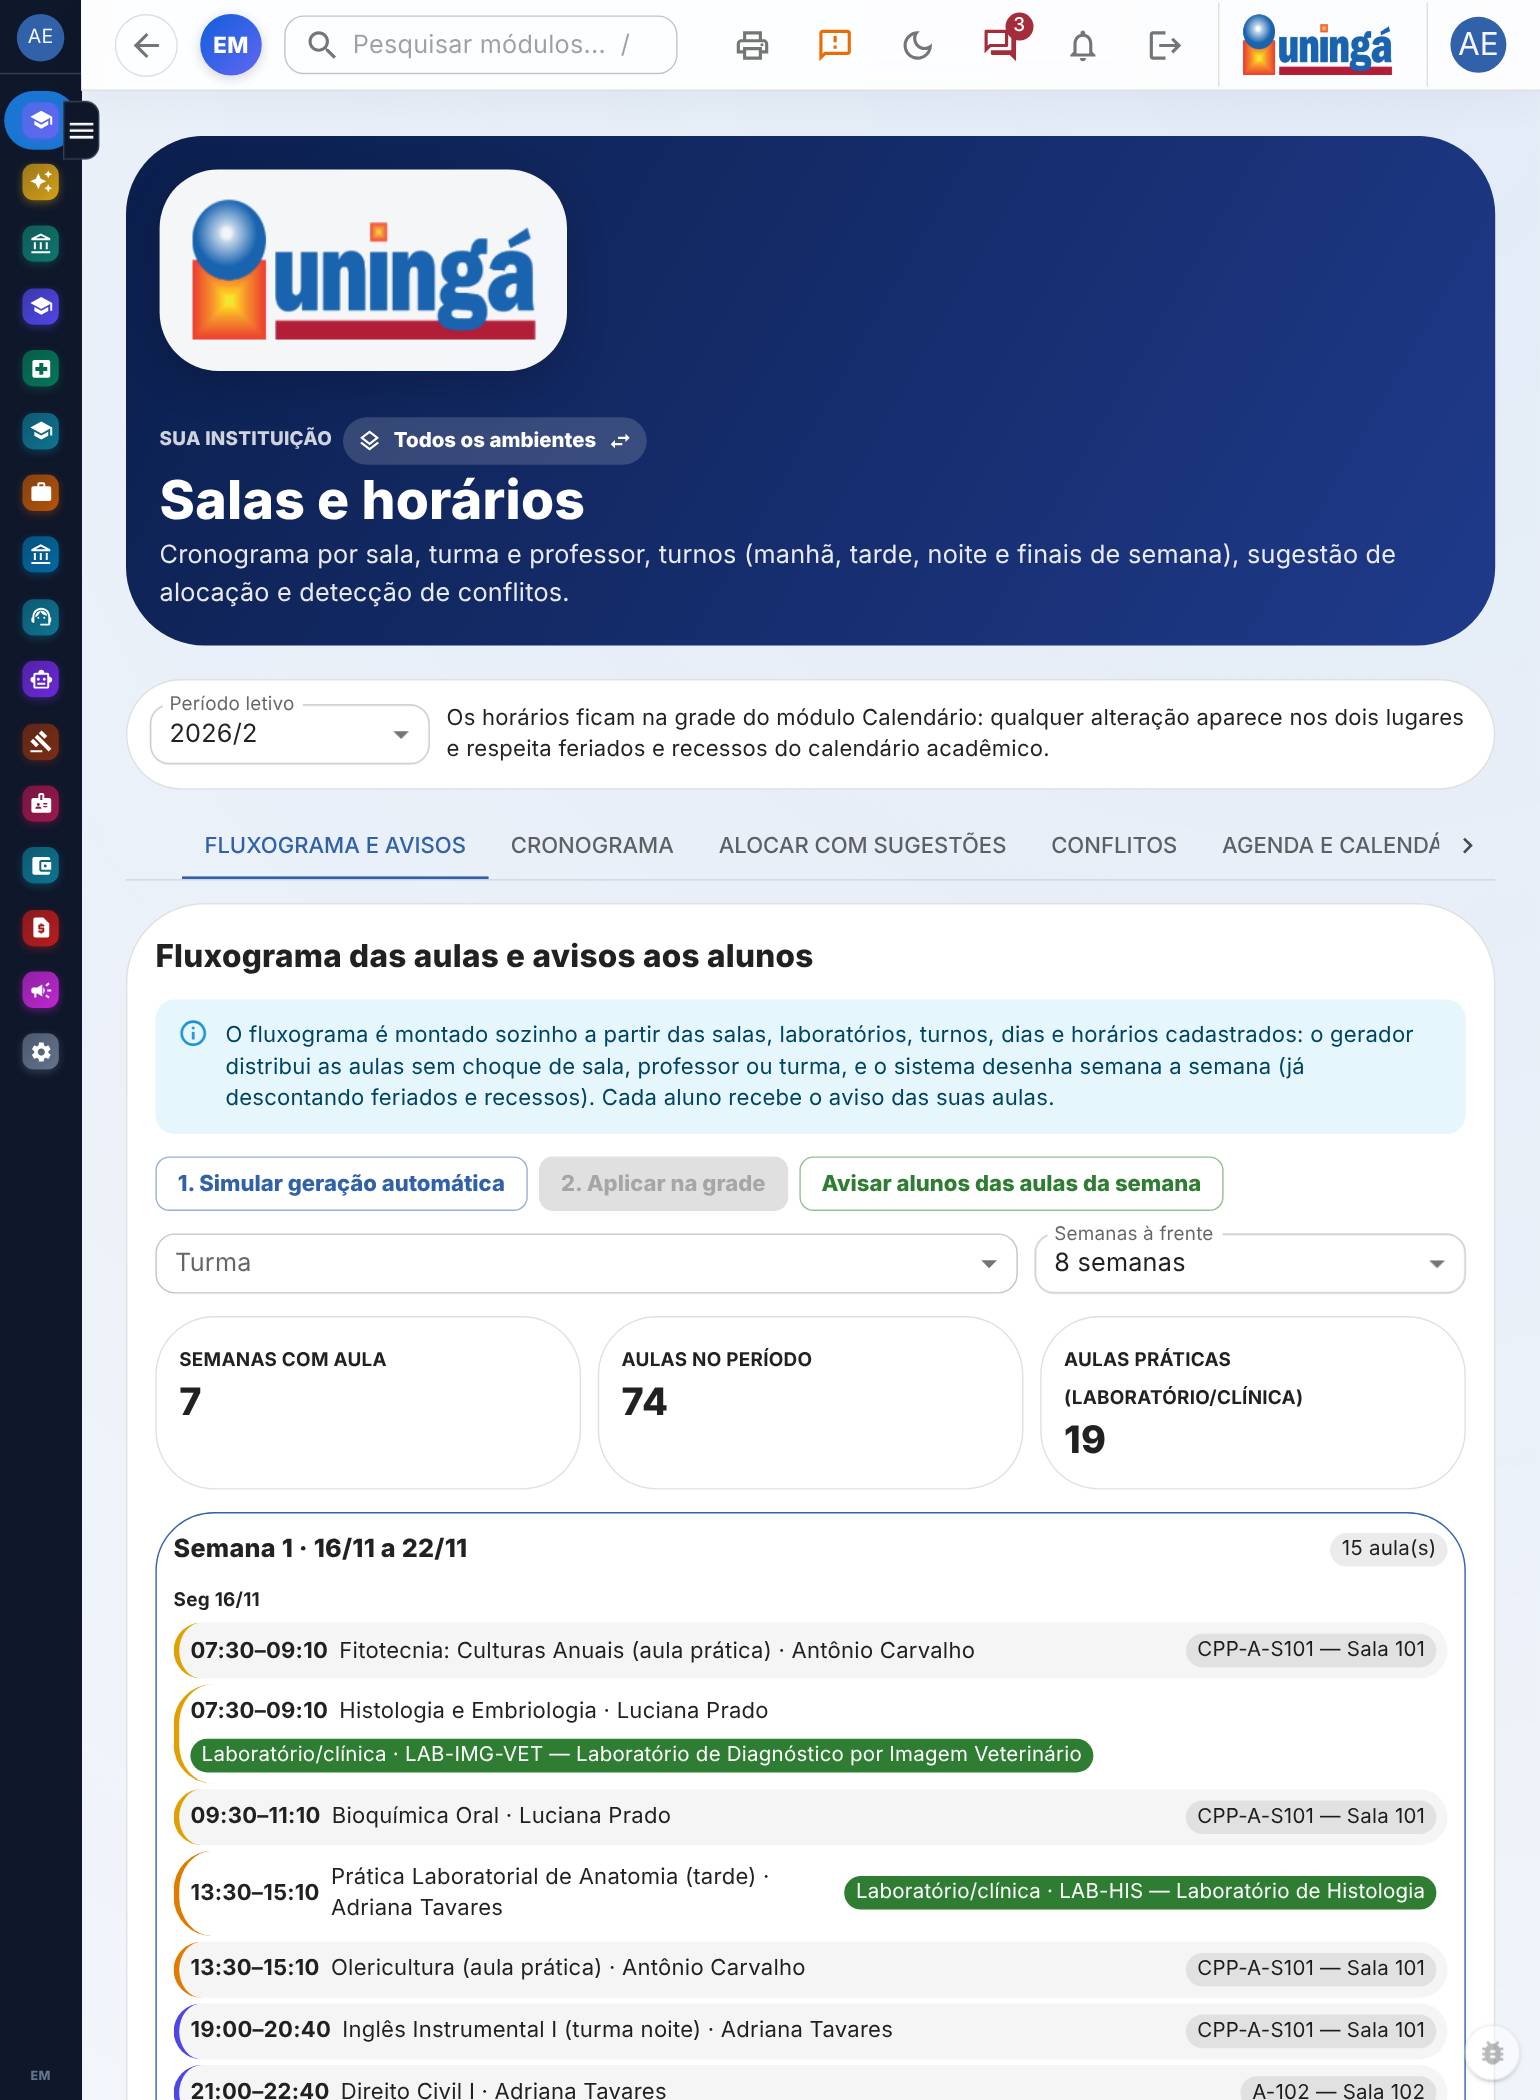 AE
EM
Pesquisar módulos... /
3
uningá
AE
uningá
SUA INSTITUIÇÃO
Todos os ambientes
Salas e horários
Cronograma por sala, turma e professor, turnos (manhã, tarde, noite e finais de semana), sugestão de
alocação e detecção de conflitos.
Período letivo
2026/2
Os horários ficam na grade do módulo Calendário: qualquer alteração aparece nos dois lugares
e respeita feriados e recessos do calendário acadêmico.
FLUXOGRAMA E AVISOS
CRONOGRAMA
ALOCAR COM SUGESTÕES
CONFLITOS
AGENDA E CALENDÁ
Fluxograma das aulas e avisos aos alunos
O fluxograma é montado sozinho a partir das salas, laboratórios, turnos, dias e horários cadastrados: o gerador
distribui as aulas sem choque de sala, professor ou turma, e o sistema desenha semana a semana (já
descontando feriados e recessos). Cada aluno recebe o aviso das suas aulas.
1. Simular geração automática
2. Aplicar na grade
Avisar alunos das aulas da semana
Turma
Semanas à frente
8 semanas
SEMANAS COM AULA
7
AULAS NO PERÍODO
74
AULAS PRÁTICAS
(LABORATÓRIO/CLÍNICA)
19
Semana 1 · 16/11 a 22/11
15 aula(s)
Seg 16/11
07:30–09:10 Fitotecnia: Culturas Anuais (aula prática) · Antônio Carvalho
CPP-A-S101 — Sala 101
07:30–09:10 Histologia e Embriologia · Luciana Prado
Laboratório/clínica · LAB-IMG-VET — Laboratório de Diagnóstico por Imagem Veterinário
09:30–11:10 Bioquímica Oral · Luciana Prado
CPP-A-S101 — Sala 101
13:30–15:10 Prática Laboratorial de Anatomia (tarde) ·
Adriana Tavares
Laboratório/clínica · LAB-HIS — Laboratório de Histologia
13:30–15:10 Olericultura (aula prática) · Antônio Carvalho
CPP-A-S101 — Sala 101
19:00–20:40 Inglês Instrumental I (turma noite) · Adriana Tavares
CPP-A-S101 — Sala 101
21:00–22:40 Direito Civil I · Adriana Tavares
A-102 — Sala 102
EM